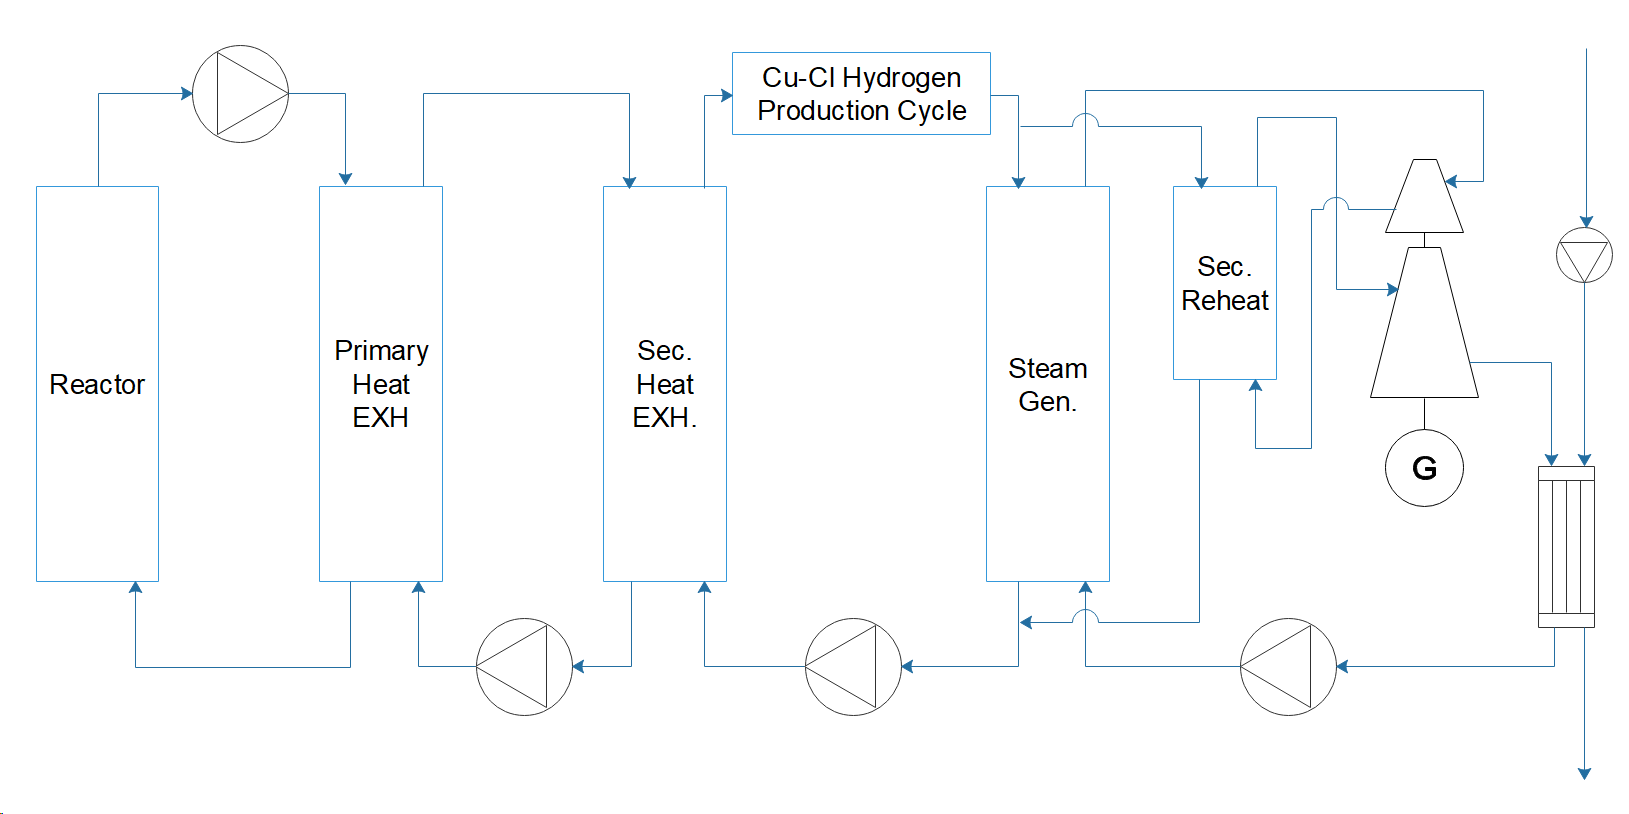 Cu-Cl Hydrogen
Production Cycle
Reactor
Primary
Heat
EXH
Sec.
Heat
EXH.
Steam
Gen.
Sec.
Reheat
G